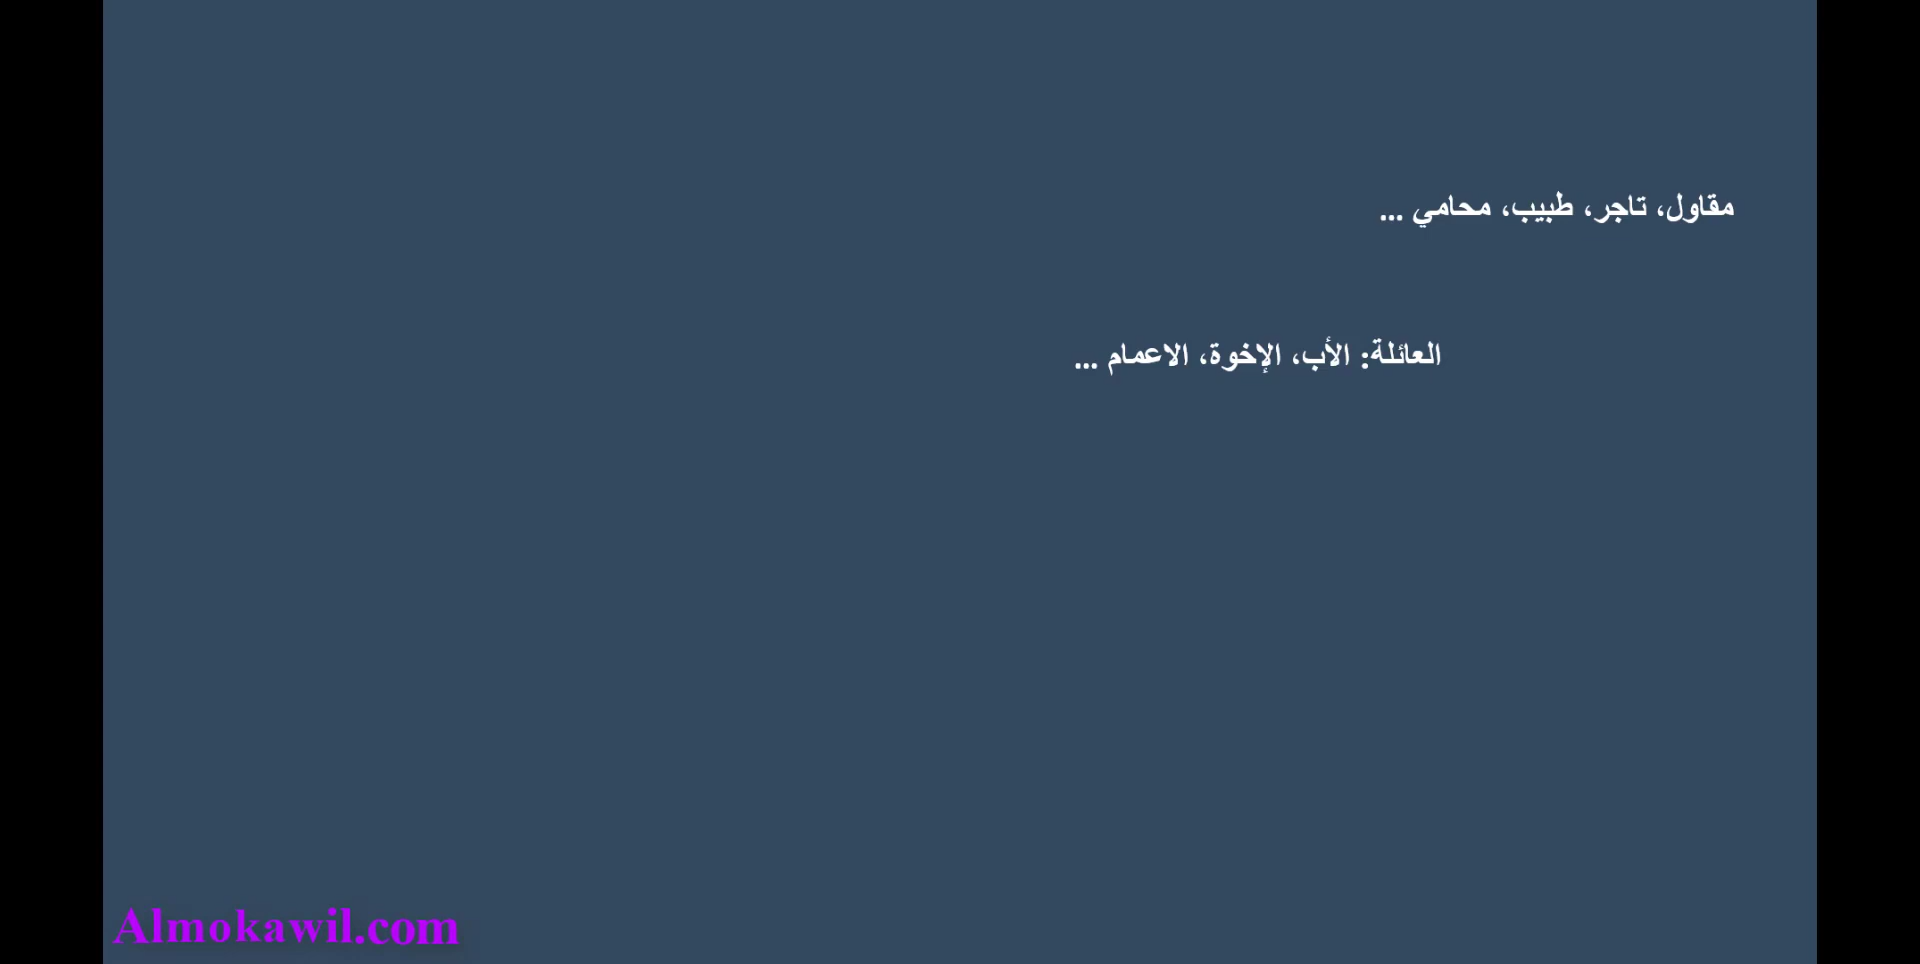 مقاول، تاجر، طبيب، محامي ...
العائلة: الأب، الإخوة، الاعمام ...
Almokawil.com